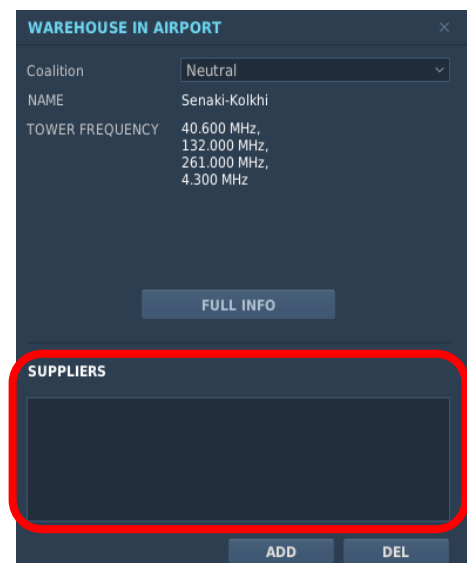 WAREHOUSE IN AIRPORT
Coalition Neutral
NAME Senaki-Kolkhi
TOWER FREQUENCY 40.600 MHz,
132.000 MHz,
261.000 MHz,
4.300 MHz
FULL INFO
SUPPLIERS
ADD DEL